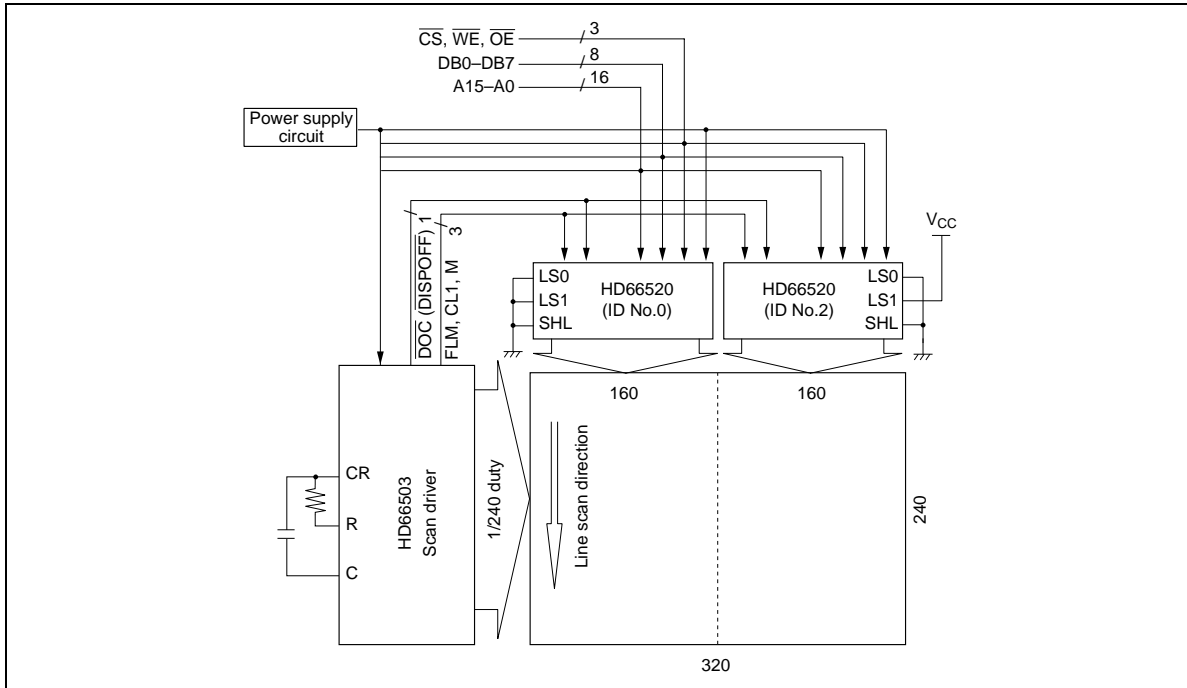 CS, WE, OE
3
DB0–DB7
8
A15–A0
16
Power supply
circuit
DOC (DISPOFF) 1
FLM, CL1, M 3
VCC
LS0
LS1
SHL
HD66520
(ID No.0)
HD66520
(ID No.2)
LS0
LS1
SHL
160
160
CR
R
C
HD66503
Scan driver
1/240 duty
Line scan direction
240
320